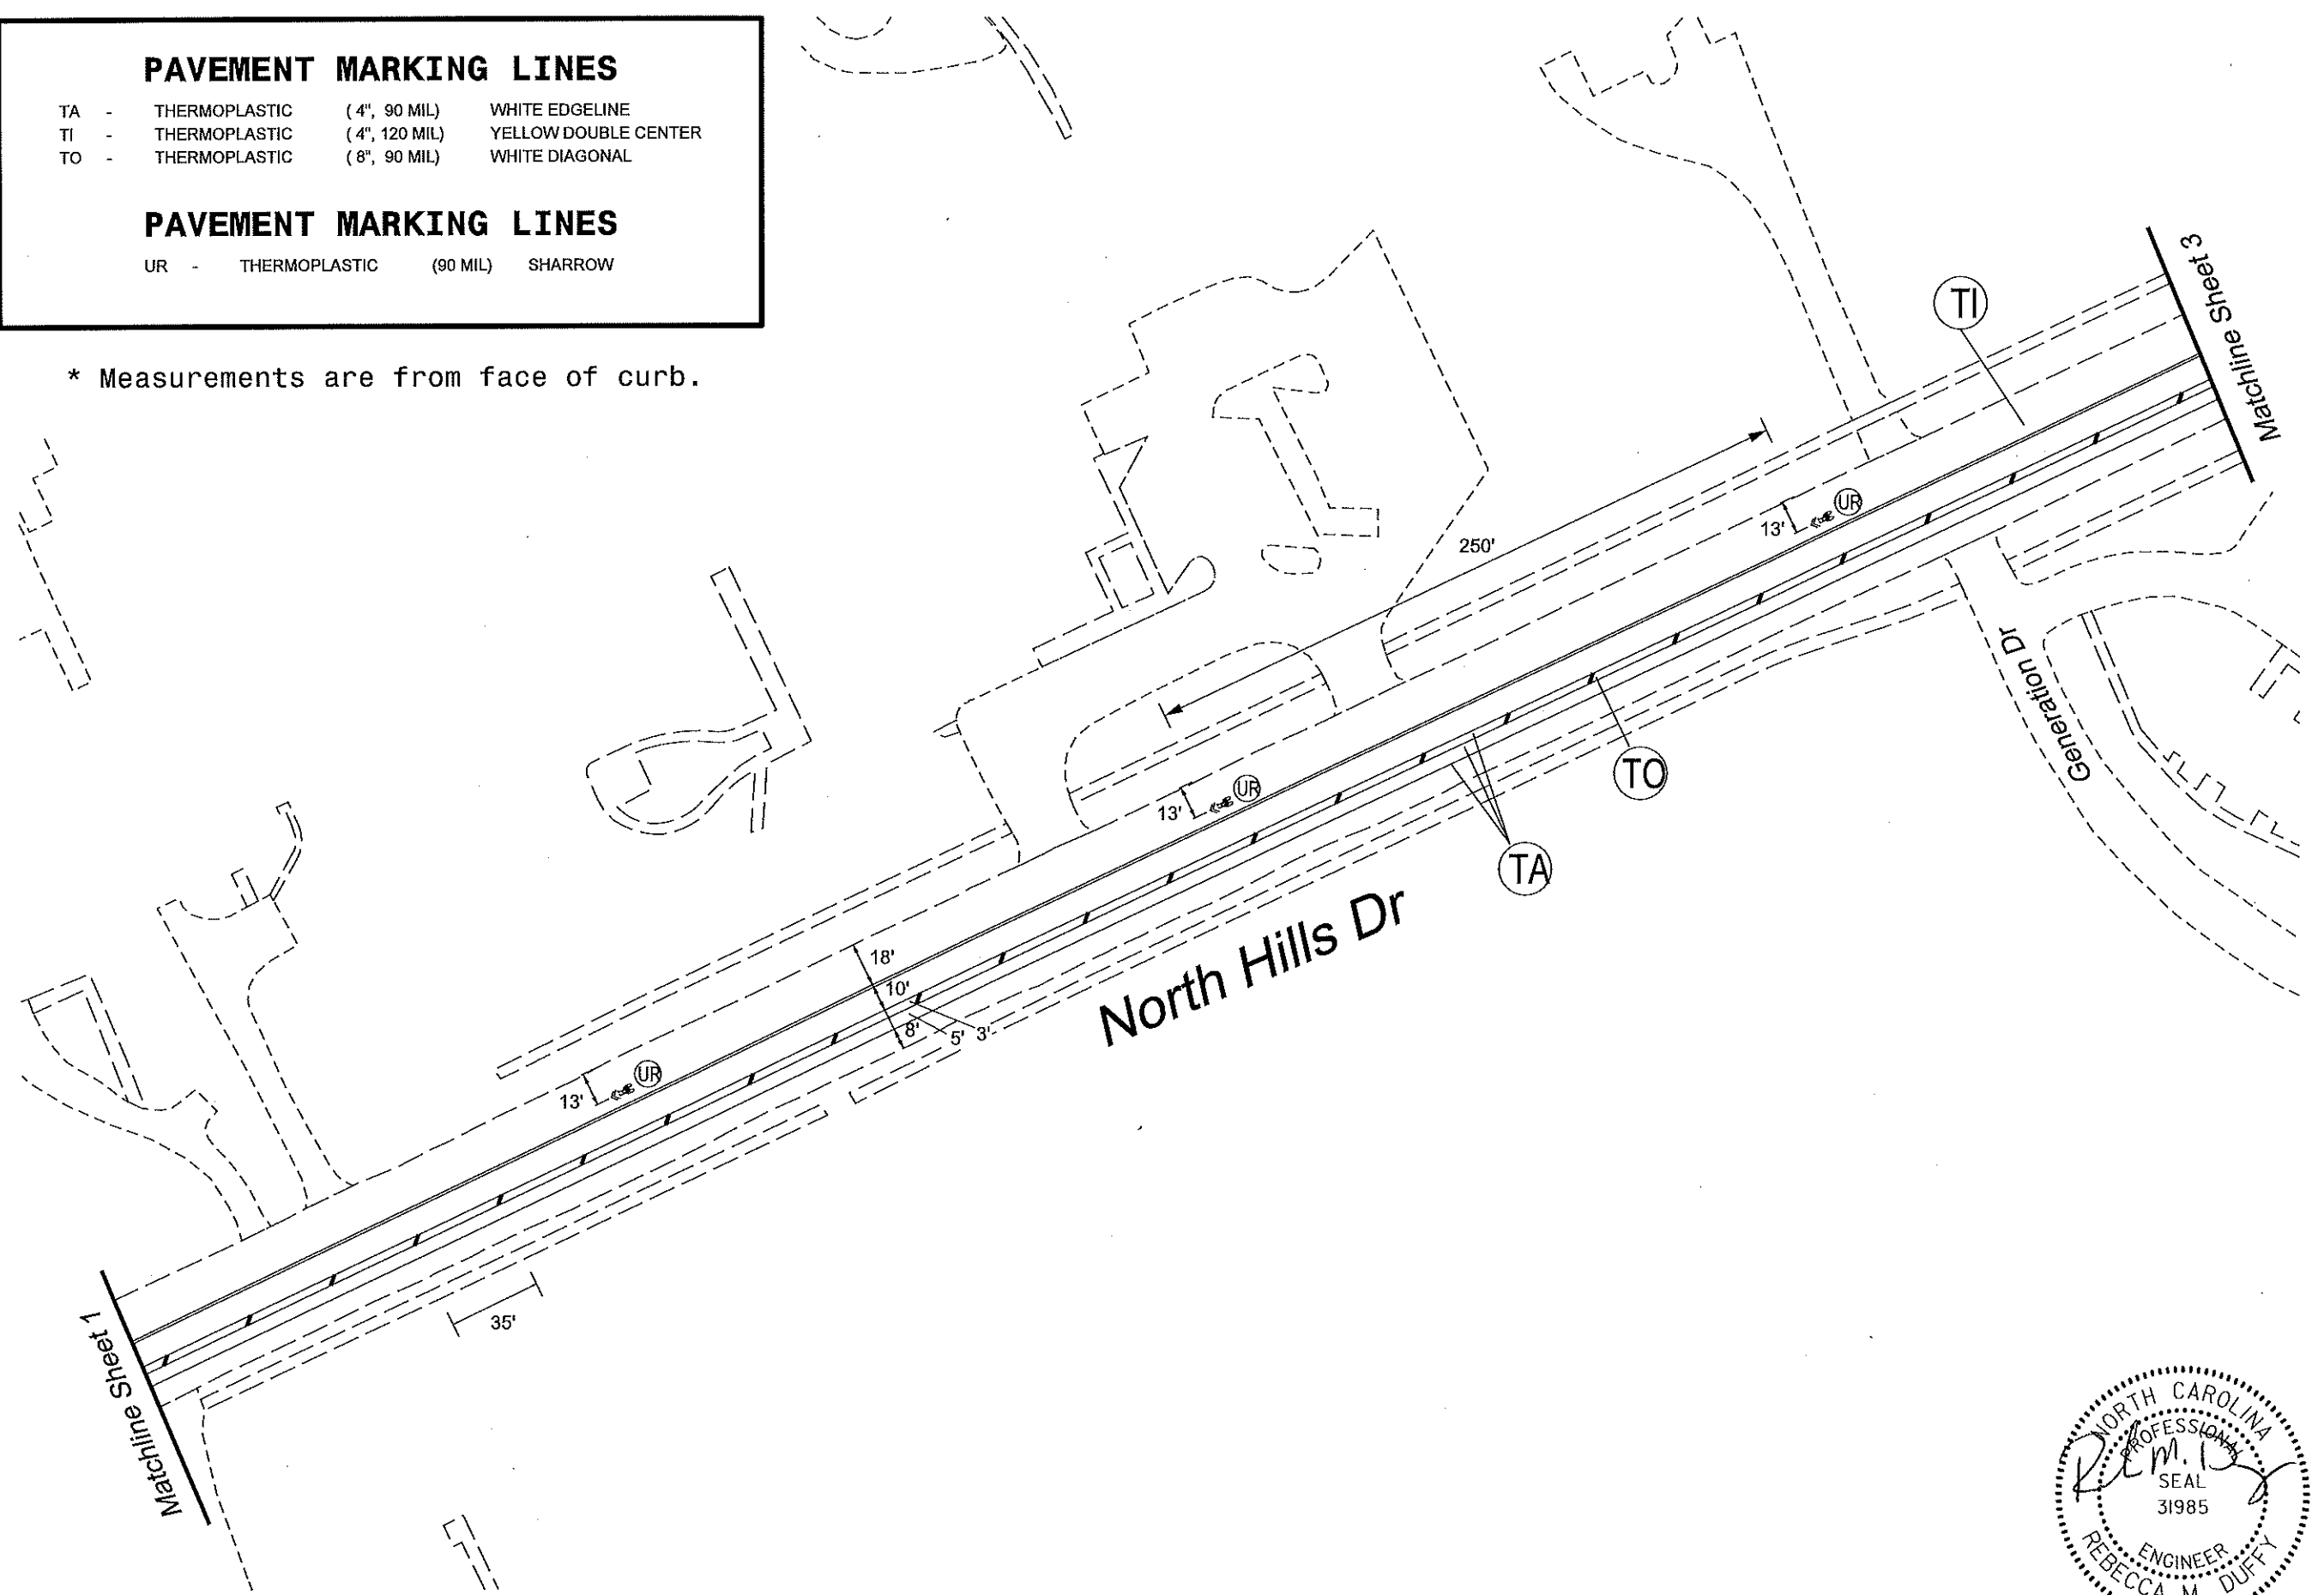 PAVEMENT MARKING LINES
TA - THERMOPLASTIC (4", 90 MIL) WHITE EDGELINE
TI - THERMOPLASTIC (4", 120 MIL) YELLOW DOUBLE CENTER
TO - THERMOPLASTIC (8", 90 MIL) WHITE DIAGONAL
PAVEMENT MARKING LINES
UR - THERMOPLASTIC (90 MIL) SHARROW
* Measurements are from face of curb.
Matchline Sheet 3
TI
UR
13'
250'
Generation Dr
TO
UR
13'
TA
North Hills Dr
18'
10'
8'
5'
3'
UR
13'
35'
Matchline Sheet 1
NORTH CAROLINA
PROFESSIONAL
SEAL
31985
ENGINEER
REBECCA M. DUFFY